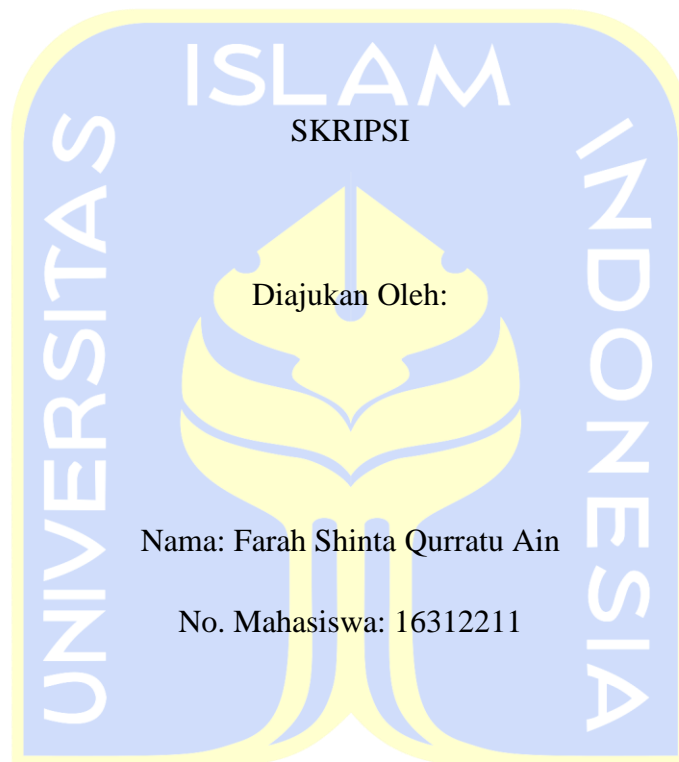 UNIVERSITAS
ISLAM
INDONESIA
SKRIPSI
Diajukan Oleh:
Nama: Farah Shinta Qurratu Ain
No. Mahasiswa: 16312211